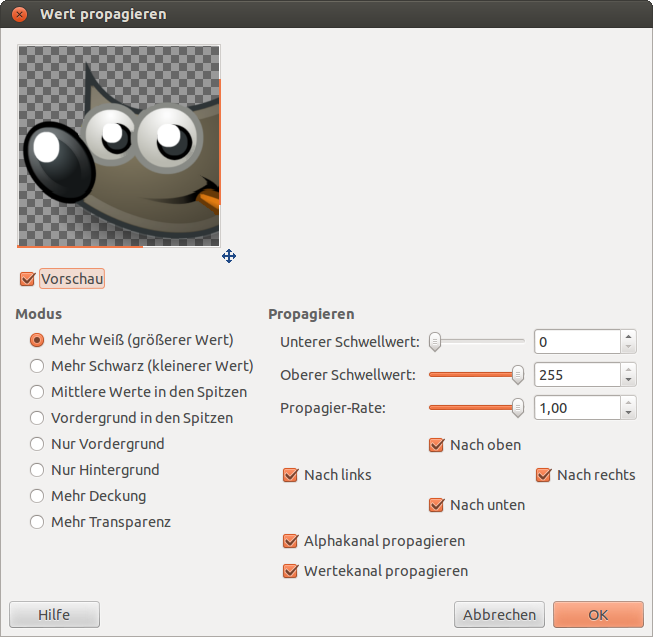 Wert propagieren
Vorschau
Modus
Mehr Weiß (größerer Wert)
Mehr Schwarz (kleinerer Wert)
Mittlere Werte in den Spitzen
Vordergrund in den Spitzen
Nur Vordergrund
Nur Hintergrund
Mehr Deckung
Mehr Transparenz
Propagieren
Unterer Schwellwert: 0
Oberer Schwellwert: 255
Propagier-Rate: 1,00
Nach oben
Nach links Nach rechts
Nach unten
Alphakanal propagieren
Wertekanal propagieren
Hilfe Abbrechen OK